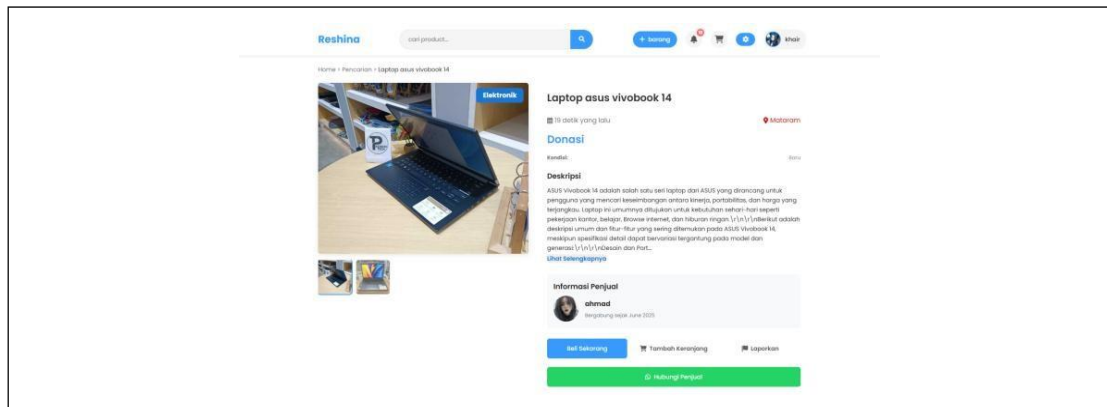 Reshina
cari product...
+ barang
khair
Home > Pencarian > Laptop asus vivobook 14
Elektronik
Laptop asus vivobook 14
19 detik yang lalu
Mataram
Donasi
Kondisi:
Baru
Deskripsi
ASUS Vivobook 14 adalah salah satu seri laptop dari ASUS yang dirancang untuk
pengguna yang mencari keseimbangan antara kinerja, portabilitas, dan harga yang
terjangkau. Laptop ini umumnya ditujukan untuk kebutuhan sehari-hari seperti
pekerjaan kantor, belajar, Browse internet, dan hiburan ringan.\r\n\r\nBerikut adalah
deskripsi umum dan fitur-fitur yang sering ditemukan pada ASUS Vivobook 14,
meskipun spesifikasi detail dapat bervariasi tergantung pada model dan
generasi:\r\n\r\nDesain dan Port...
Lihat Selengkapnya
Informasi Penjual
ahmad
Bergabung sejak June 2025
Beli Sekarang
Tambah Keranjang
Laporkan
Hubungi Penjual